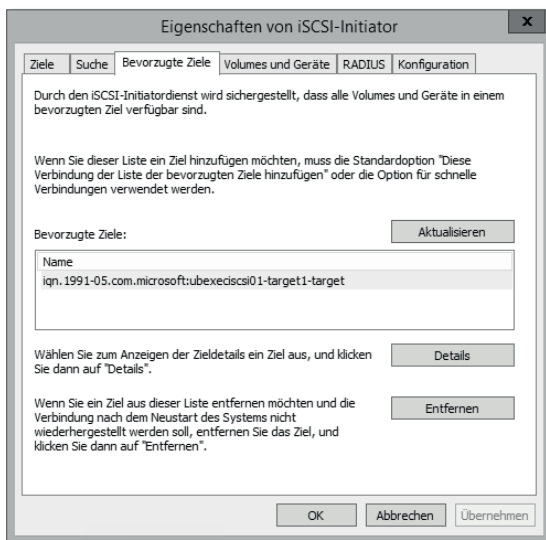 Eigenschaften von iSCSI-Initiator
x
Ziele Suche Bevorzugte Ziele Volumes und Geräte RADIUS Konfiguration
Durch den iSCSI-Initiatordienst wird sichergestellt, dass alle Volumes und Geräte in einem
bevorzugten Ziel verfügbar sind.
Wenn Sie dieser Liste ein Ziel hinzufügen möchten, muss die Standardoption "Diese
Verbindung der Liste der bevorzugten Ziele hinzufügen" oder die Option für schnelle
Verbindungen verwendet werden.
Bevorzugte Ziele:
Aktualisieren
Name
iqn.1991-05.com.microsoft:ubexeciscsi01-target1-target
Wählen Sie zum Anzeigen der Zieldetails ein Ziel aus, und klicken
Sie dann auf "Details".
Details
Wenn Sie ein Ziel aus dieser Liste entfernen möchten und die
Verbindung nach dem Neustart des Systems nicht
wiederhergestellt werden soll, entfernen Sie das Ziel, und
klicken Sie dann auf "Entfernen".
Entfernen
OK Abbrechen Übernehmen